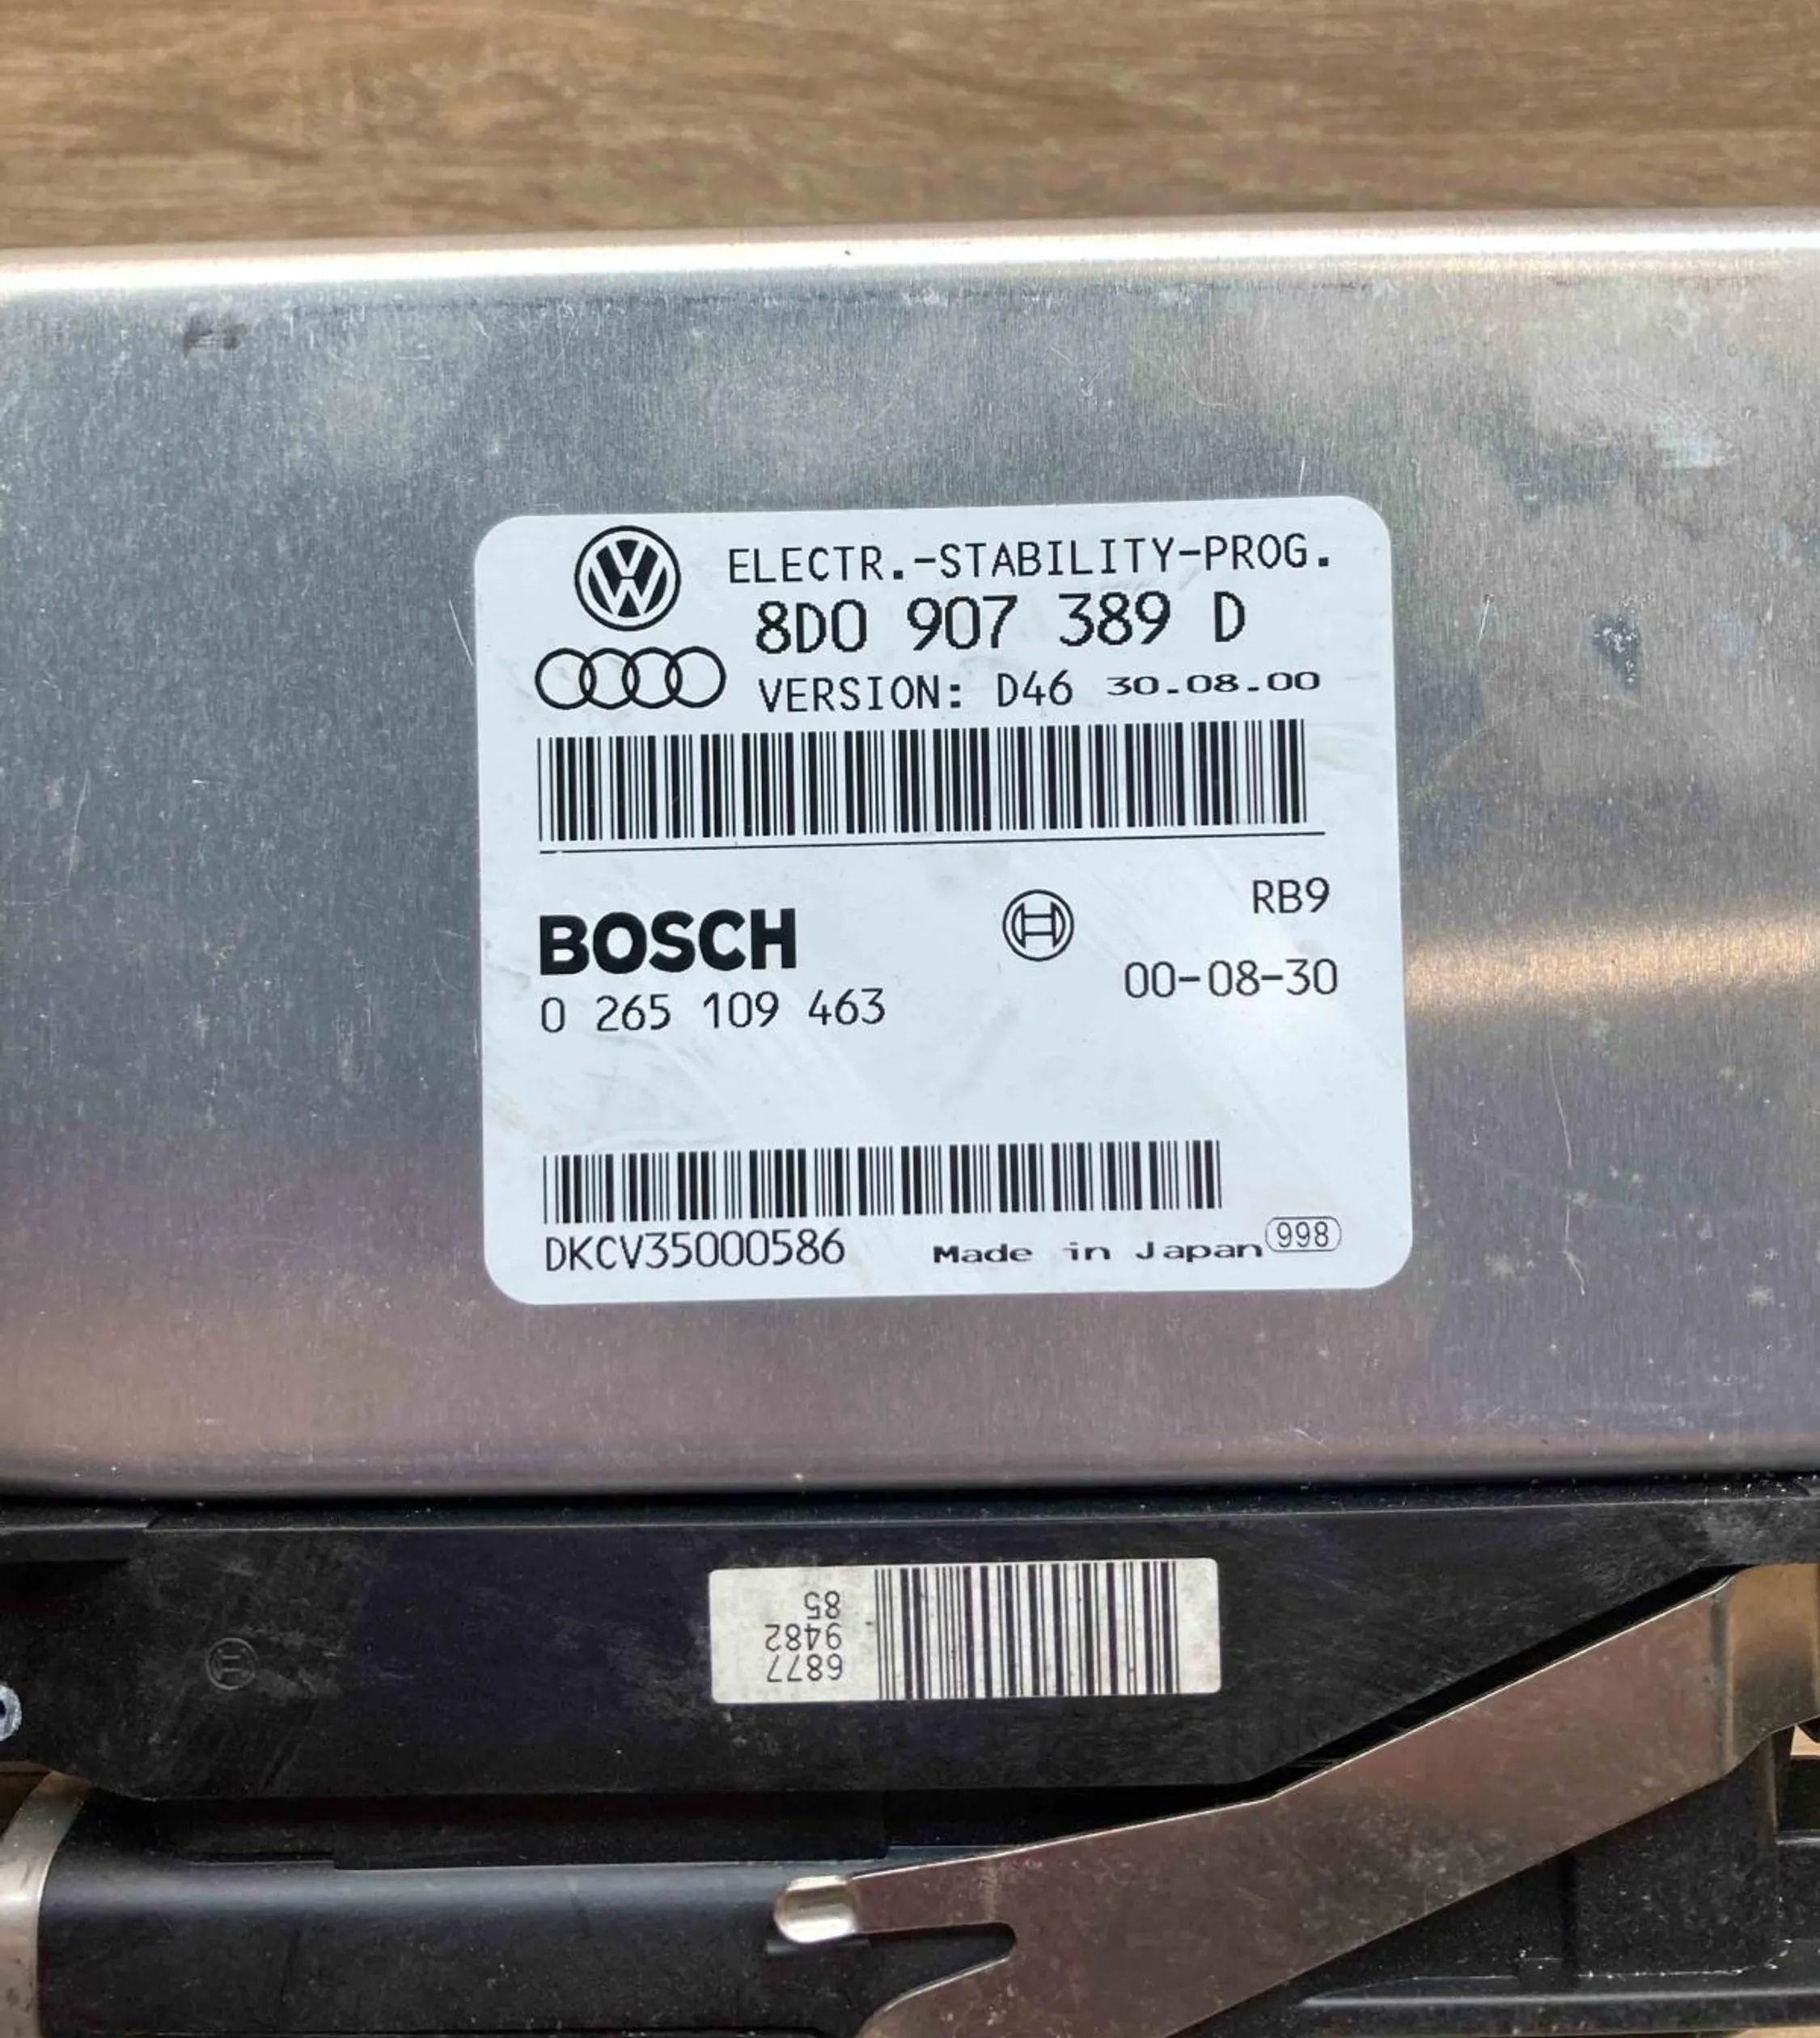 ELECTR.-STABILITY-PROG.
8D0 907 389 D
VERSION: D46 30.08.00
BOSCH
RB9
0 265 109 463
00-08-30
DKCV35000586
Made in Japan 998
6877
9482
85